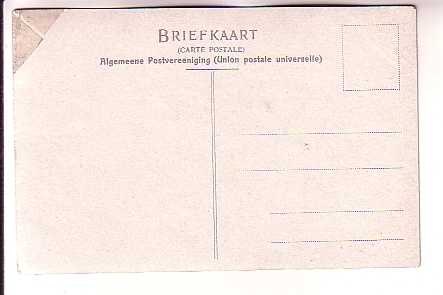 BRIEFKAART
(CARTE POSTALE)
Algemeene Postvereeniging (Union postale universelle)